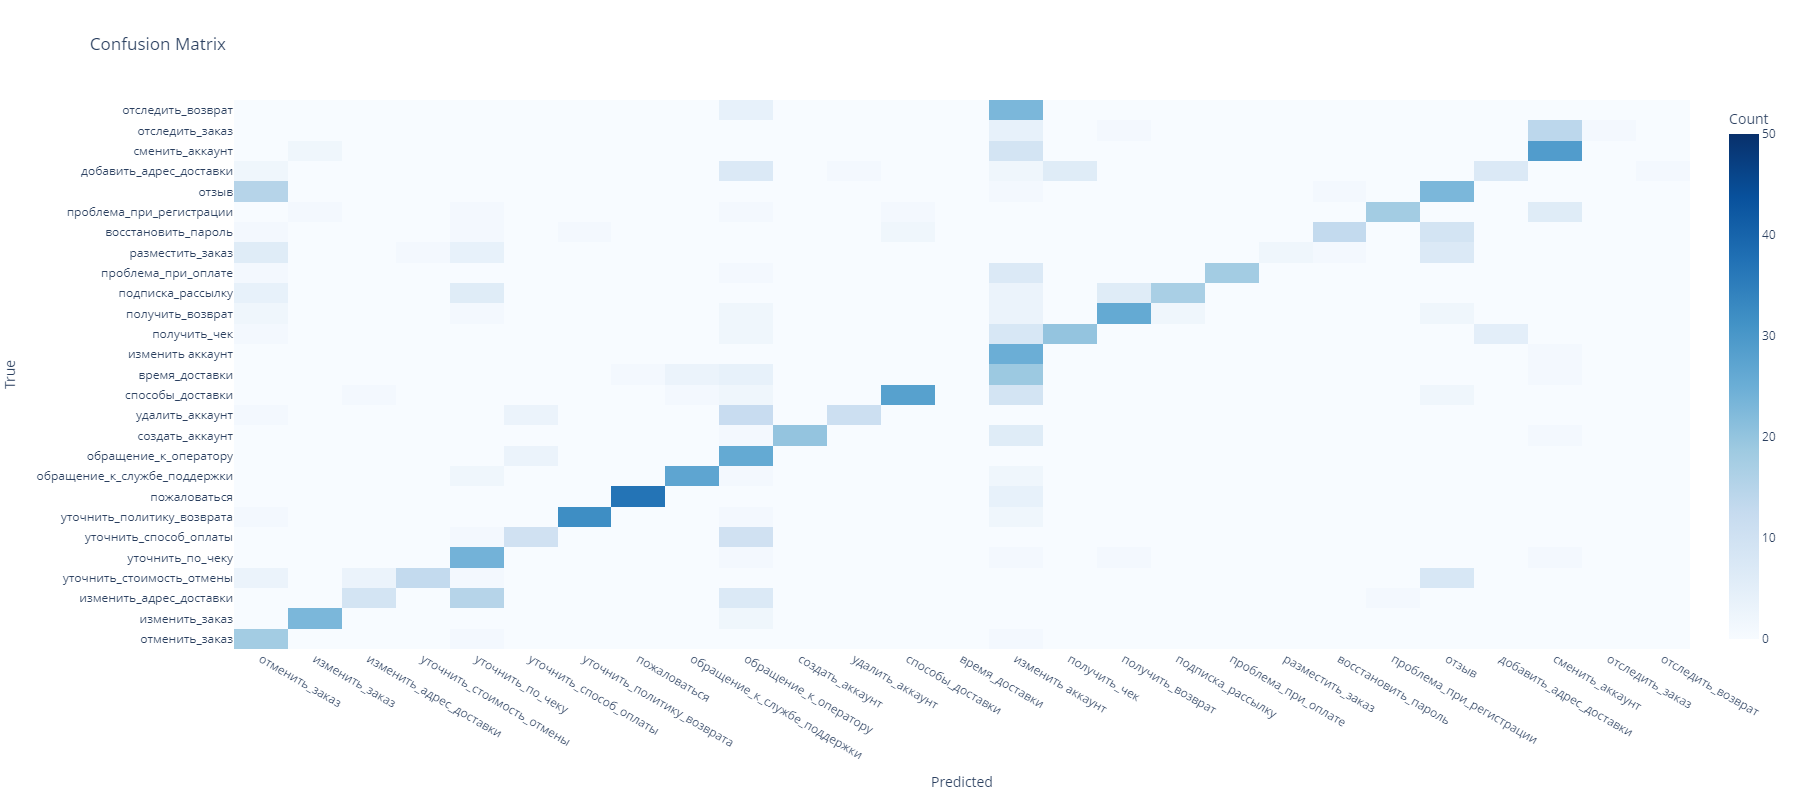 Confusion Matrix
отследить_возврат
отследить_заказ
сменить_аккаунт
добавить_адрес_доставки
отзыв
проблема_при_регистрации
восстановить_пароль
разместить_заказ
проблема_при_оплате
подписка_рассылку
получить_возврат
получить_чек
изменить аккаунт
время_доставки
способы_доставки
удалить_аккаунт
создать_аккаунт
обращение_к_оператору
обращение_к_службе_поддержки
пожаловаться
уточнить_политику_возврата
уточнить_способ_оплаты
уточнить_по_чеку
уточнить_стоимость_отмены
изменить_адрес_доставки
изменить_заказ
отменить_заказ
True
отменить_заказ
изменить_заказ
изменить_адрес_доставки
уточнить_стоимость_отмены
уточнить_по_чеку
уточнить_способ_оплаты
уточнить_политику_возврата
пожаловаться
обращение_к_службе_поддержки
обращение_к_оператору
создать_аккаунт
удалить_аккаунт
способы_доставки
время_доставки
изменить аккаунт
получить_чек
получить_возврат
подписка_рассылку
проблема_при_оплате
разместить_заказ
восстановить_пароль
проблема_при_регистрации
отзыв
добавить_адрес_доставки
сменить_аккаунт
отследить_заказ
отследить_возврат
Predicted
Count
50
40
30
20
10
0